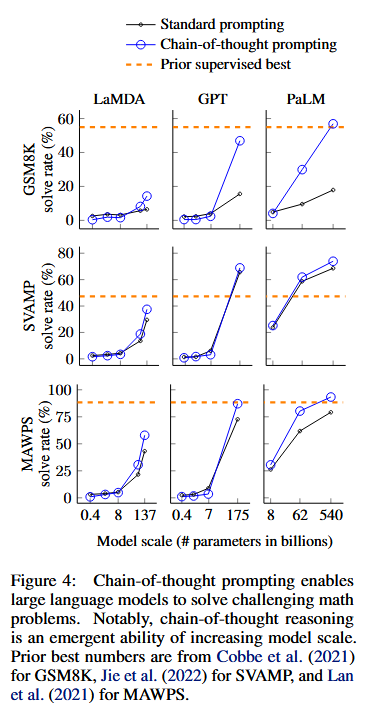 Standard prompting
Chain-of-thought prompting
Prior supervised best
LaMDA GPT PaLM
GSM8K
solve rate (%)
60
40
20
0
SVAMP
solve rate (%)
80
60
40
20
0
MAWPS
solve rate (%)
100
75
50
25
0
0.4 8 137 0.4 7 175 8 62 540
Model scale (# parameters in billions)
Figure 4: Chain-of-thought prompting enables
large language models to solve challenging math
problems. Notably, chain-of-thought reasoning
is an emergent ability of increasing model scale.
Prior best numbers are from Cobbe et al. (2021)
for GSM8K, Jie et al. (2022) for SVAMP, and Lan
et al. (2021) for MAWPS.